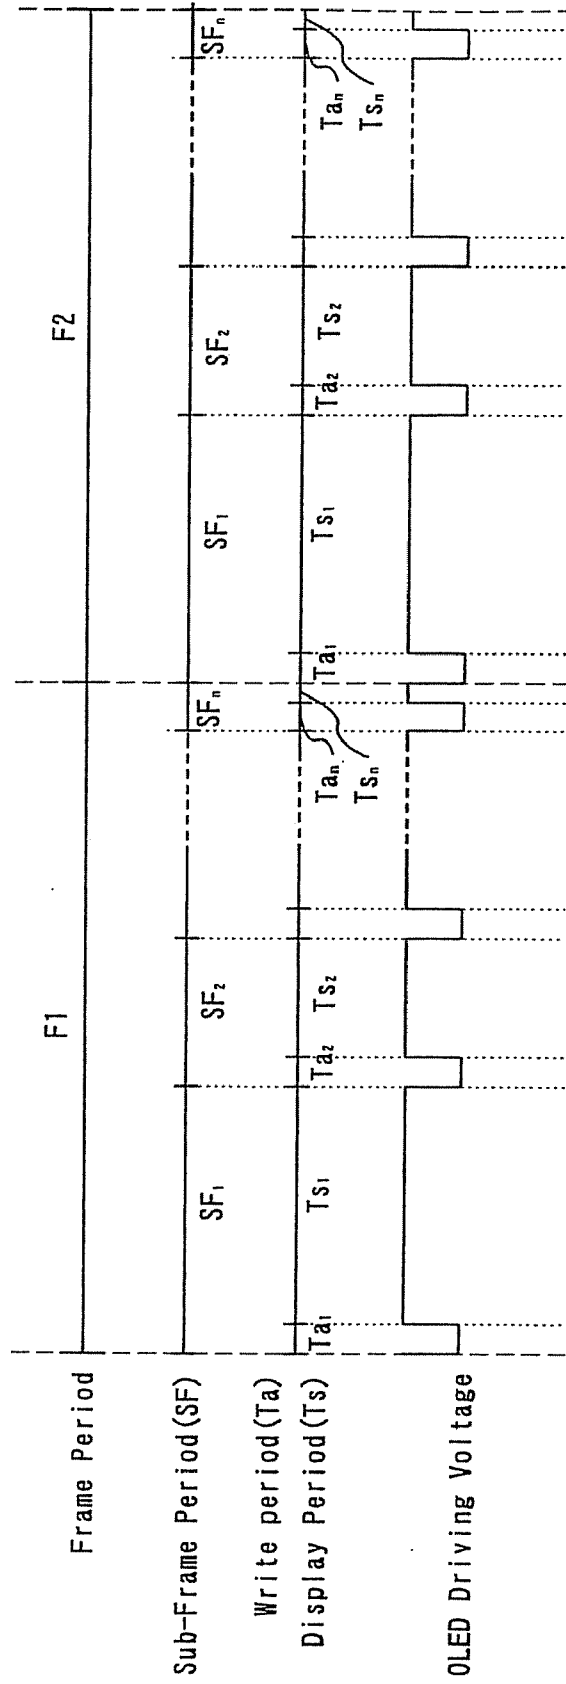 Frame Period F1 F2
Sub-Frame Period(SF) SF₁ SF₂ SFₙ SF₁ SF₂ SFₙ
Write period(Ta)
Display Period(Ts) Ta₁ Ts₁ Ta₂ Ts₂ Taₙ Ta₁ Ts₁ Ta₂ Ts₂ Taₙ
Tsₙ Tsₙ
OLED Driving Voltage